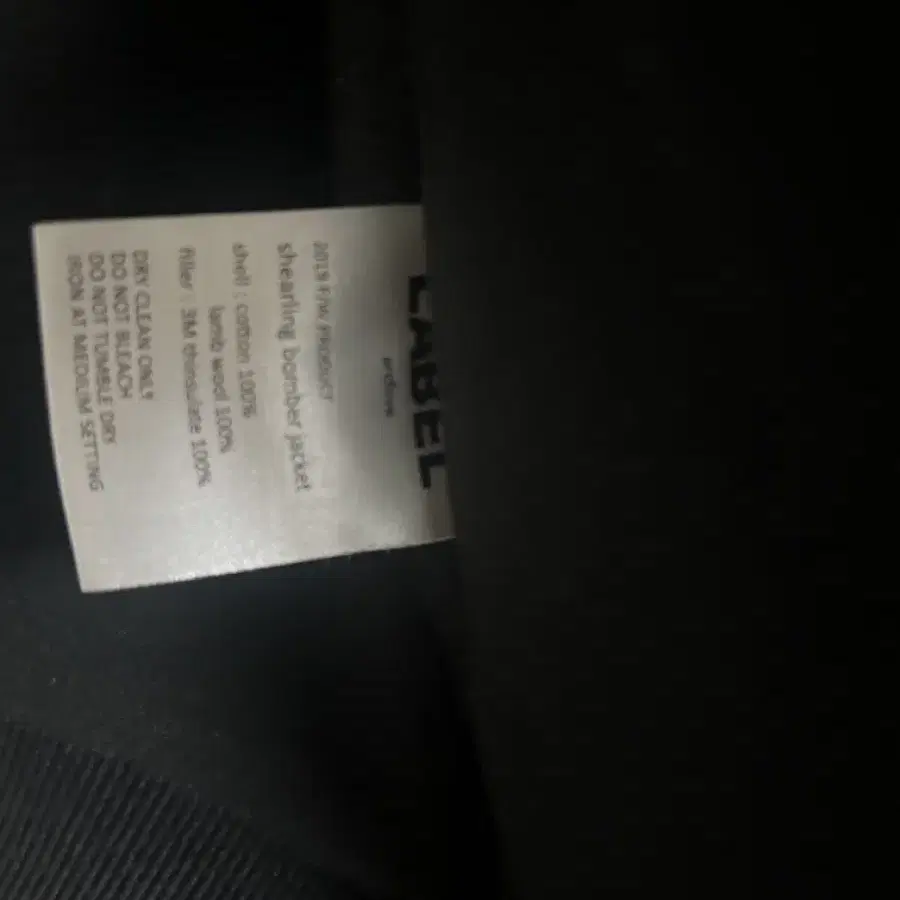 LABEL
2019 F/W PRODUCT
shearling bomber jacket
shell : cotton 100%
lamb wool 100%
filler : 3M thinsulate 100%
DRY CLEAN ONLY
DO NOT BLEACH
DO NOT TUMBLE DRY
IRON AT MEDIUM SETTING